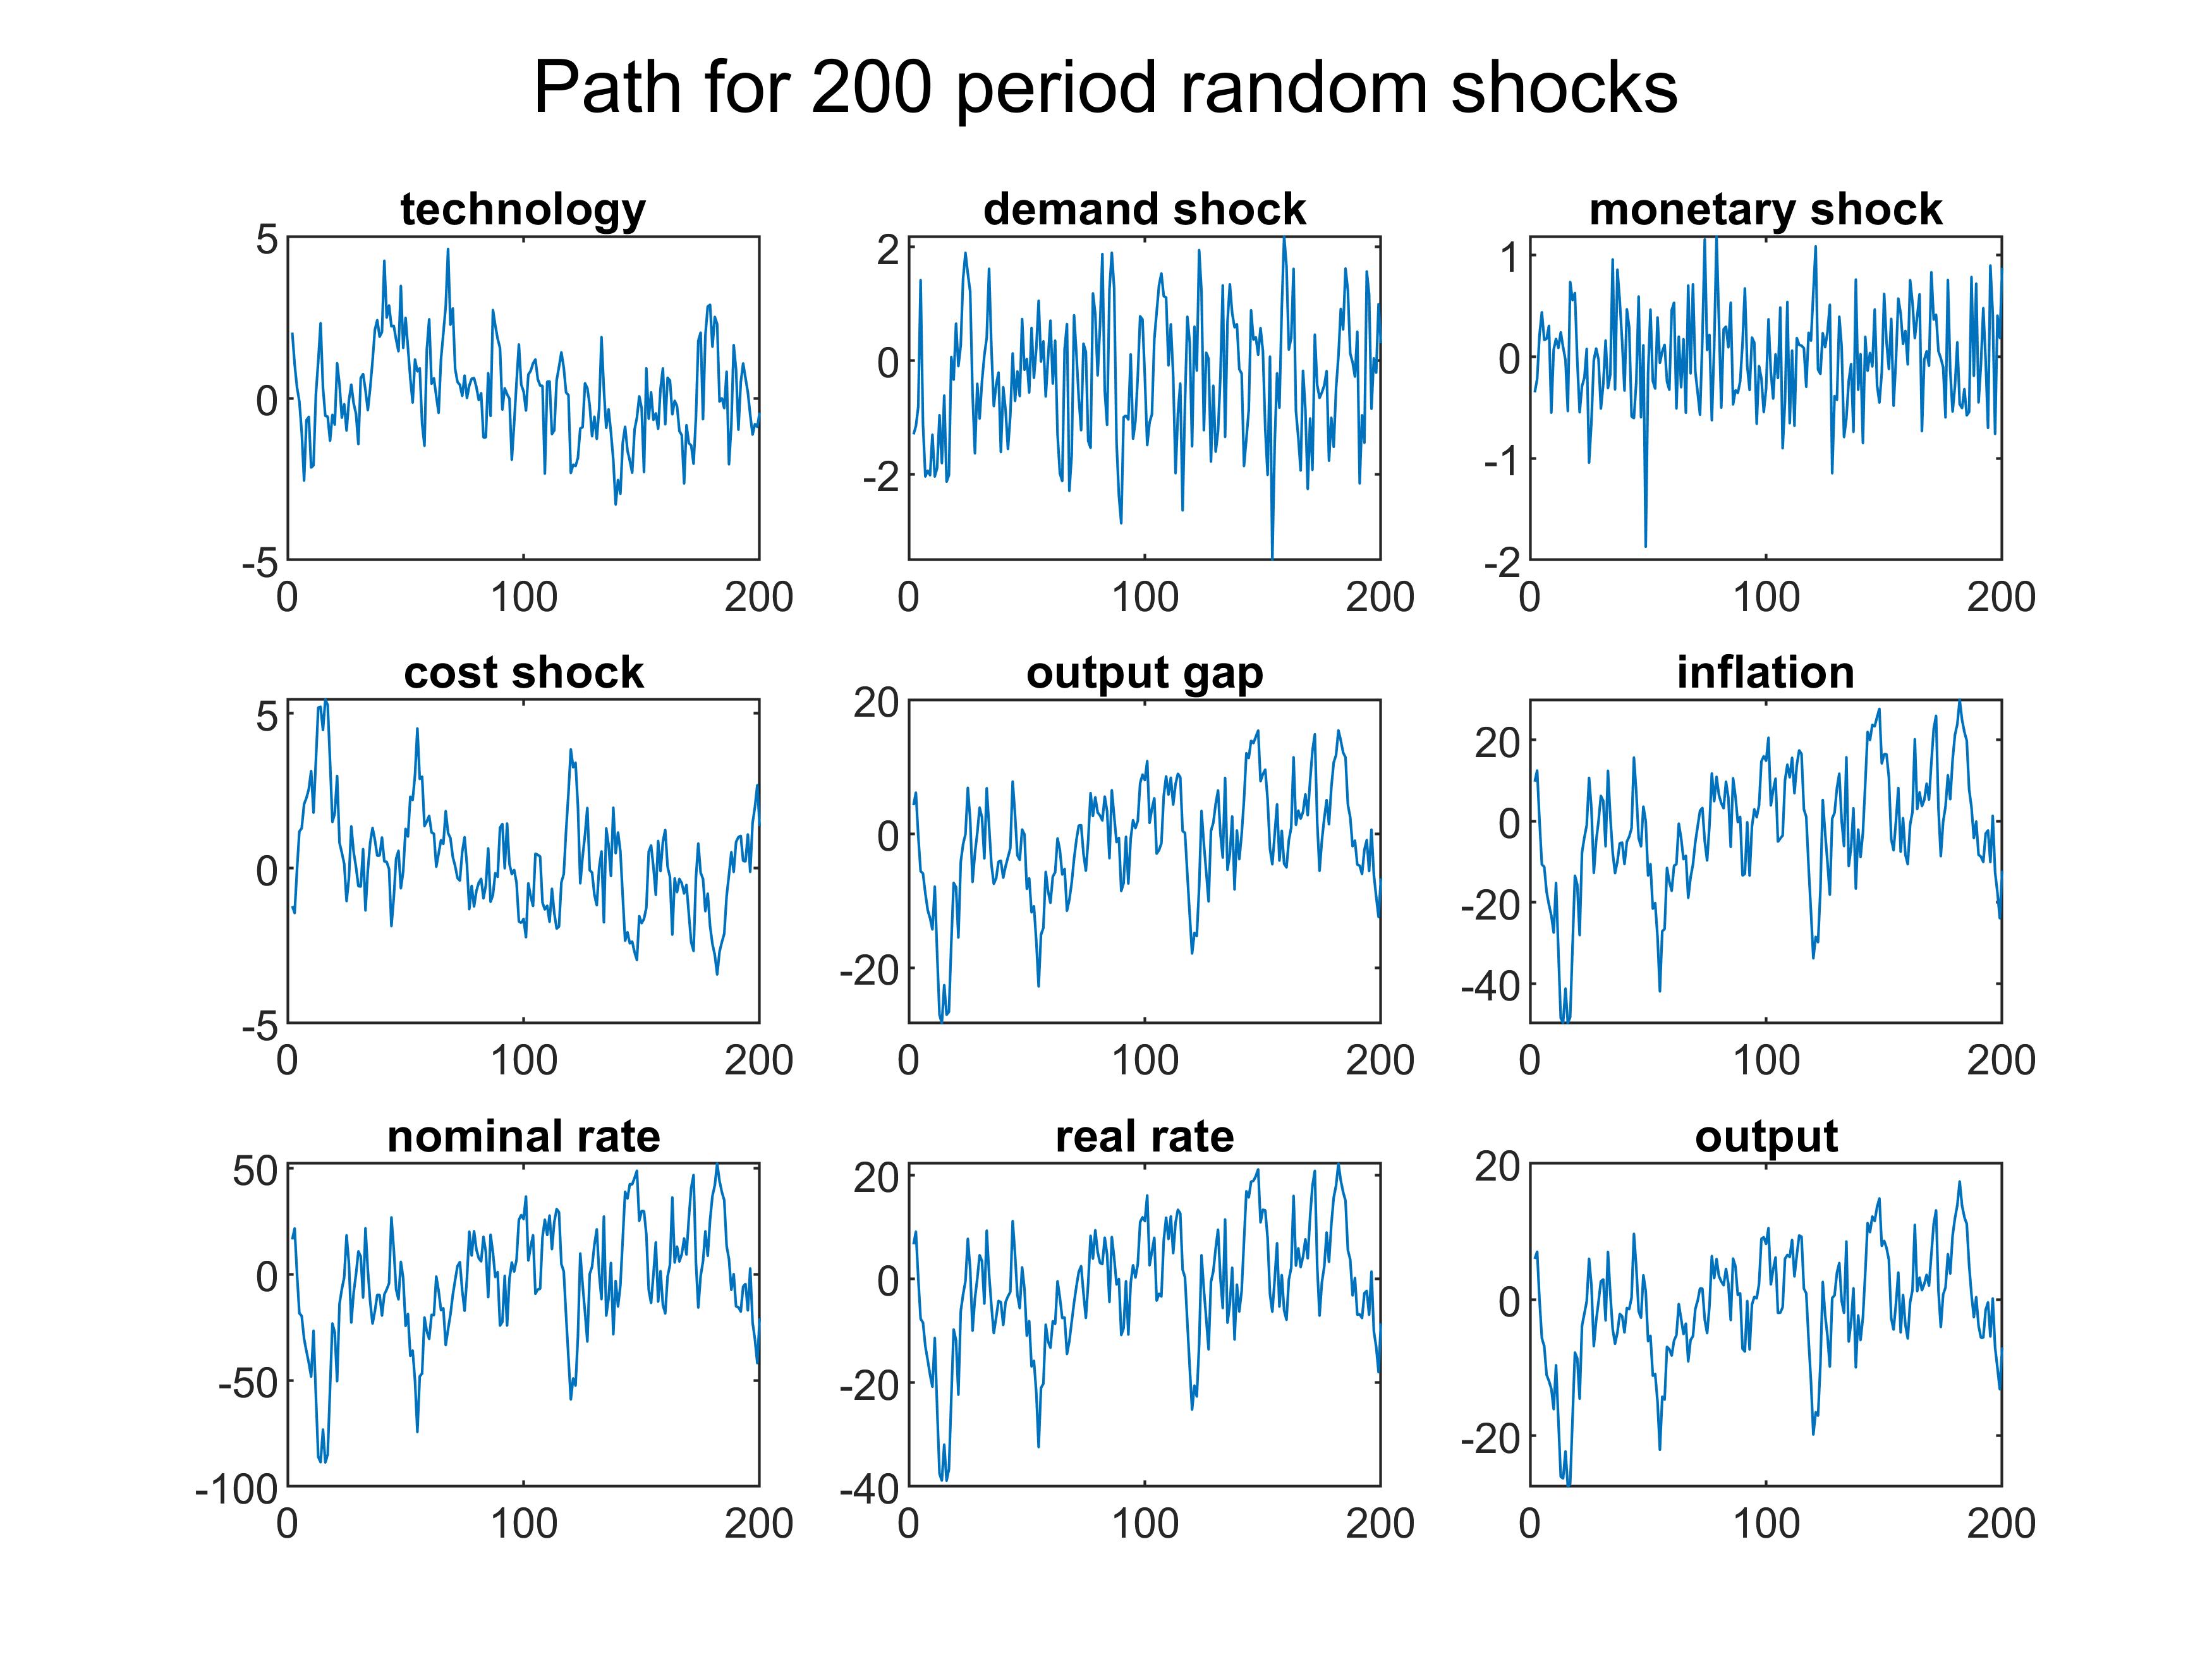 Path for 200 period random shocks
technology
5
0
-5
0 100 200
demand shock
2
0
-2
0 100 200
monetary shock
1
0
-1
-2
0 100 200
cost shock
5
0
-5
0 100 200
output gap
20
0
-20
0 100 200
inflation
20
0
-20
-40
0 100 200
nominal rate
50
0
-50
-100
0 100 200
real rate
20
0
-20
-40
0 100 200
output
20
0
-20
0 100 200